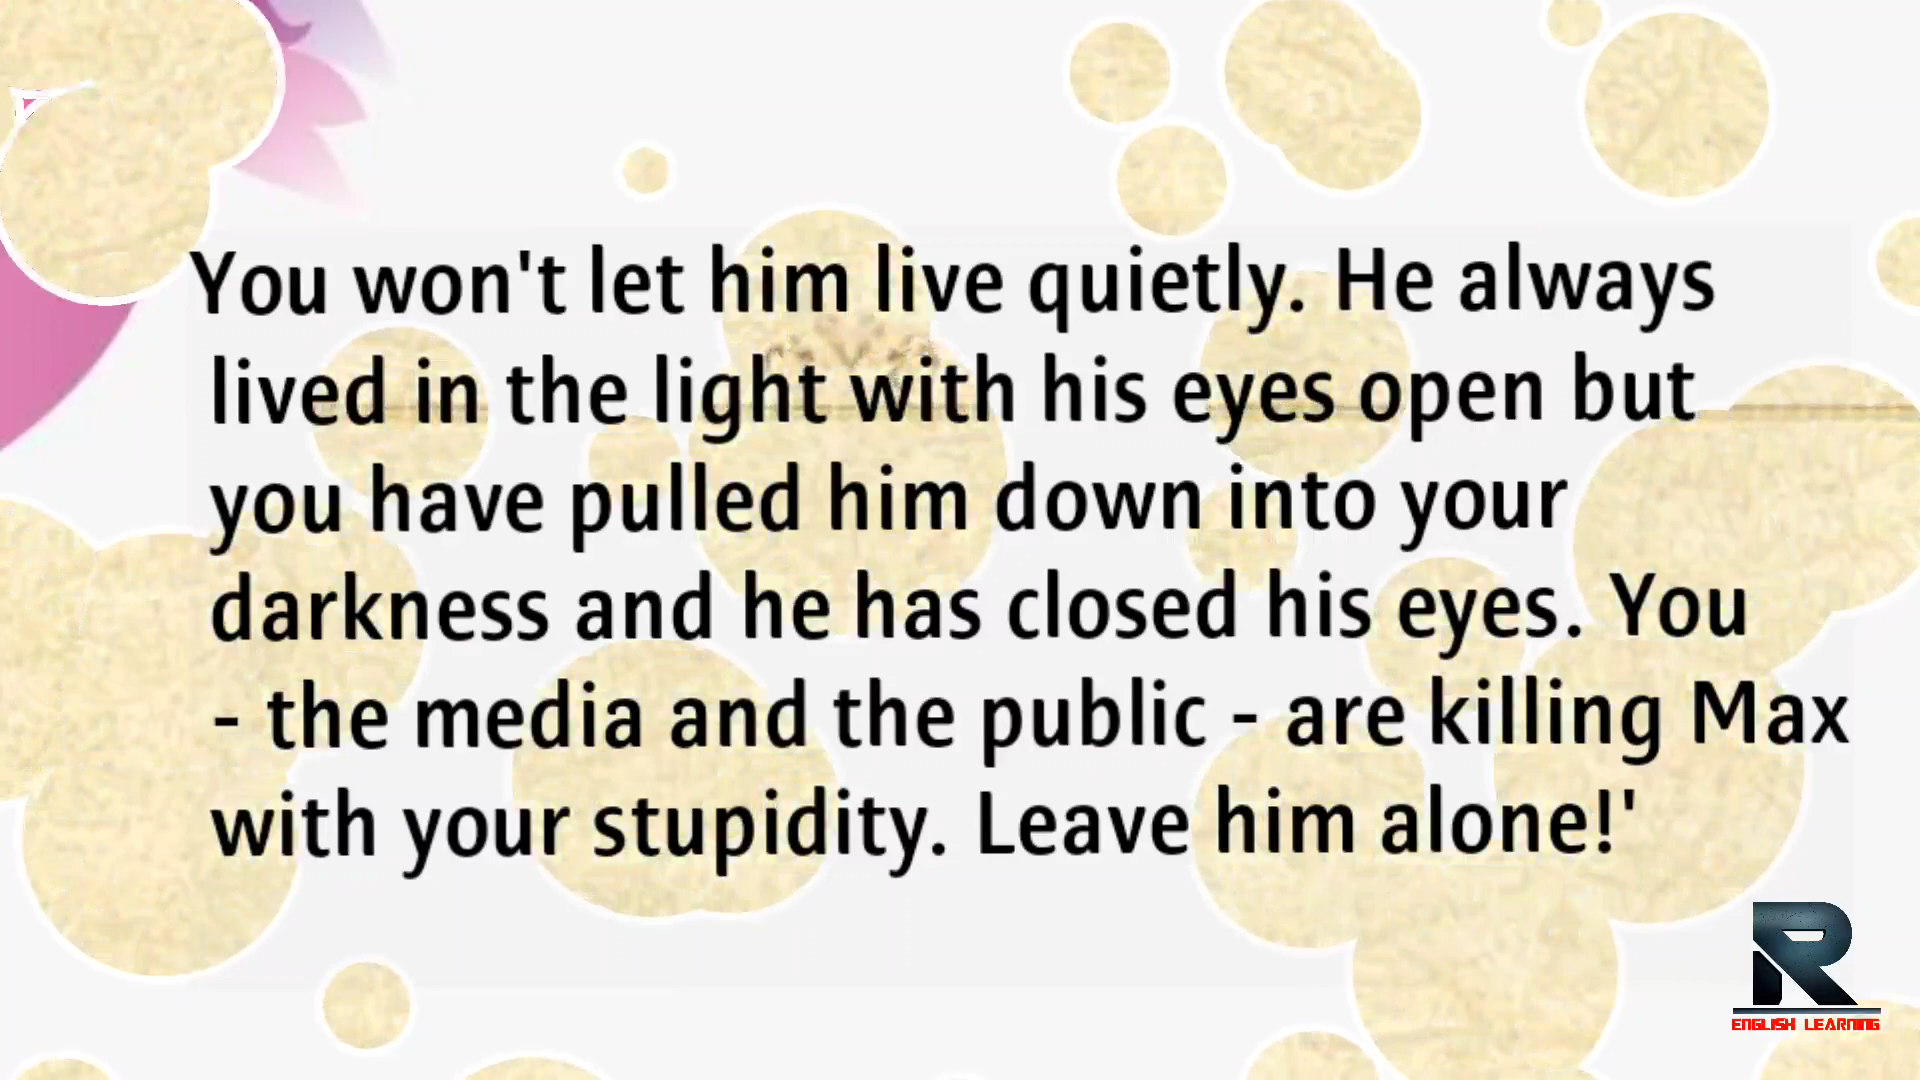 You won't let him live quietly. He always
lived in the light with his eyes open but
you have pulled him down into your
darkness and he has closed his eyes. You
- the media and the public - are killing Max
with your stupidity. Leave him alone!'
R
ENGLISH LEARNING